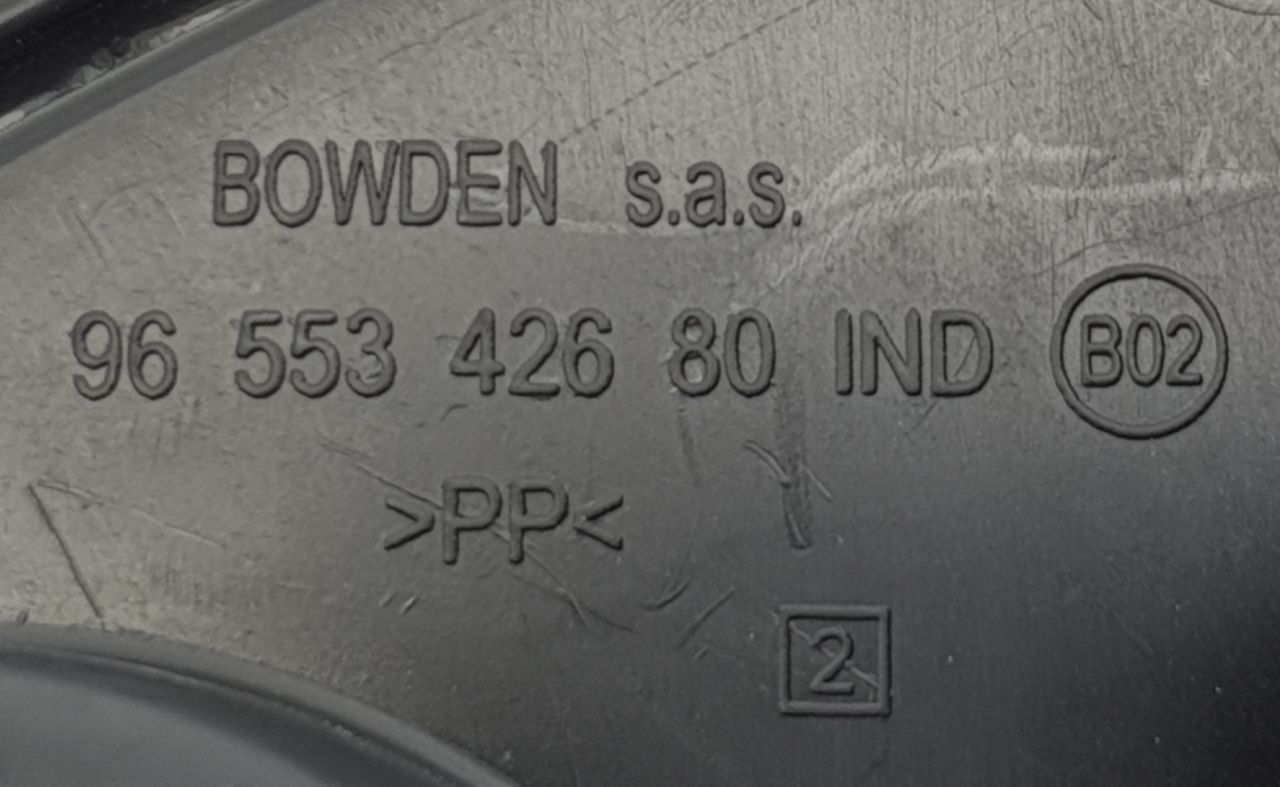 BOWDEN s.a.s.
96 553 426 80 IND B02
>PP<
2